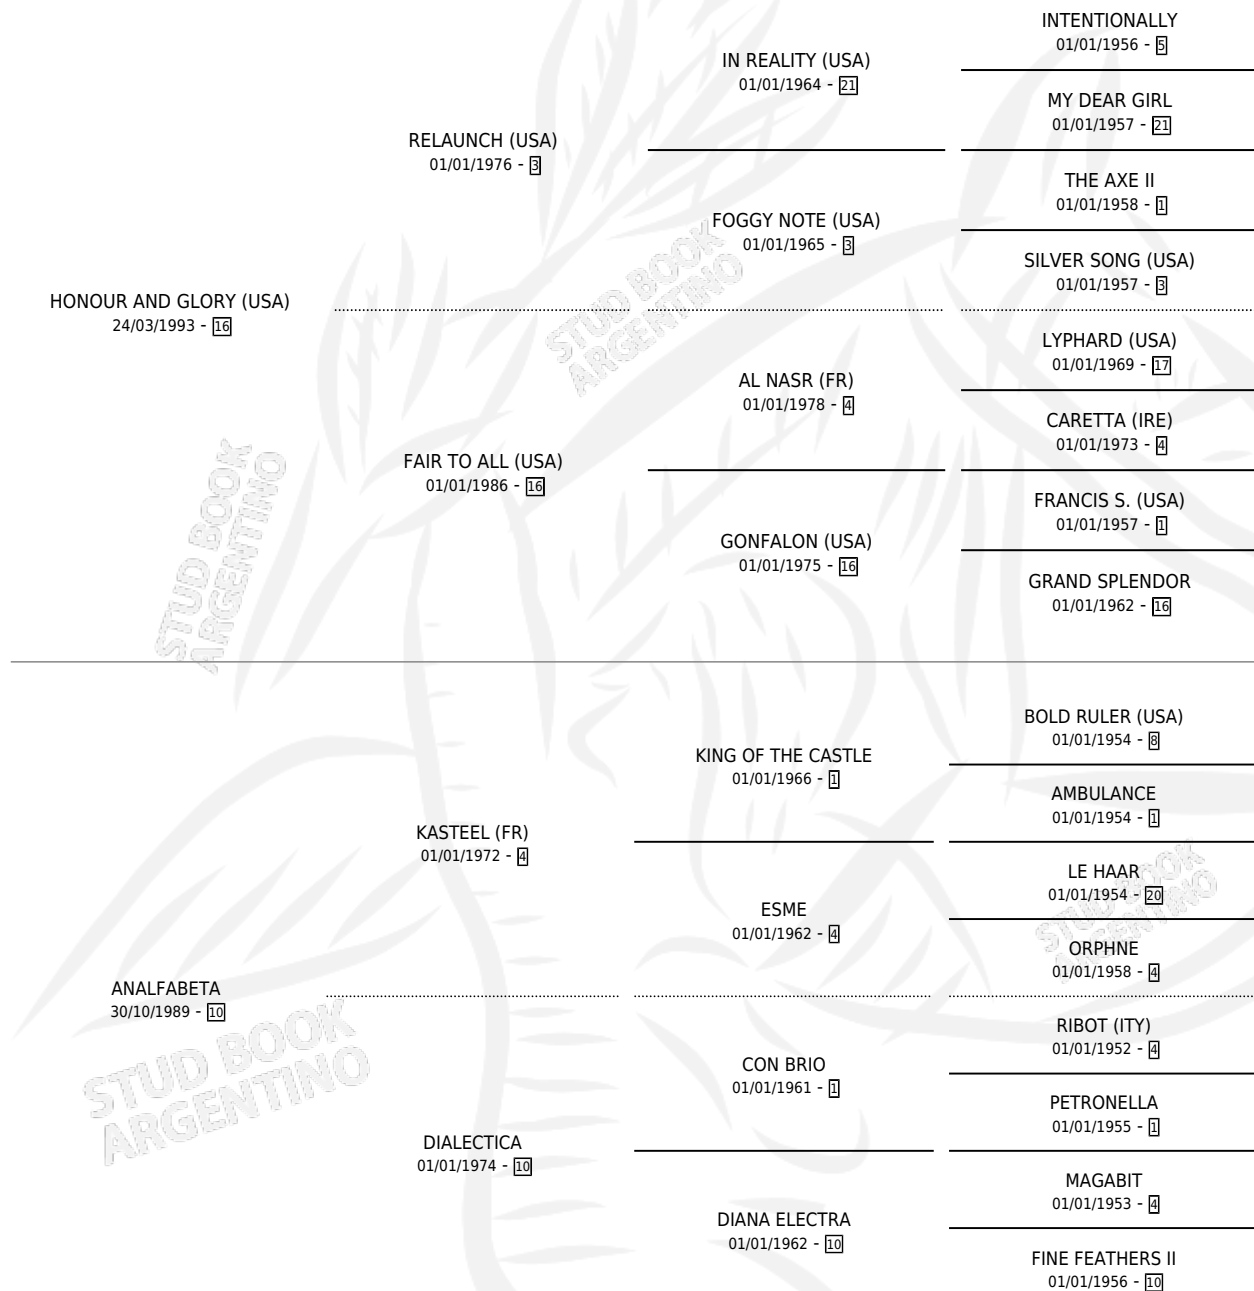 INTENTIONALLY
01/01/1956 - 5
IN REALITY (USA)
01/01/1964 - 21
MY DEAR GIRL
01/01/1957 - 21
RELAUNCH (USA)
01/01/1976 - 3
THE AXE II
01/01/1958 - 1
FOGGY NOTE (USA)
01/01/1965 - 3
SILVER SONG (USA)
01/01/1957 - 3
HONOUR AND GLORY (USA)
24/03/1993 - 16
LYPHARD (USA)
01/01/1969 - 17
AL NASR (FR)
01/01/1978 - 4
CARETTA (IRE)
01/01/1973 - 4
FAIR TO ALL (USA)
01/01/1986 - 16
FRANCIS S. (USA)
01/01/1957 - 1
GONFALON (USA)
01/01/1975 - 16
GRAND SPLENDOR
01/01/1962 - 16
BOLD RULER (USA)
01/01/1954 - 8
KING OF THE CASTLE
01/01/1966 - 1
AMBULANCE
01/01/1954 - 1
KASTEEL (FR)
01/01/1972 - 4
LE HAAR
01/01/1954 - 20
ESME
01/01/1962 - 4
ORPHNE
01/01/1958 - 4
ANALFABETA
30/10/1989 - 10
RIBOT (ITY)
01/01/1952 - 4
CON BRIO
01/01/1961 - 1
PETRONELLA
01/01/1955 - 1
DIALECTICA
01/01/1974 - 10
MAGABIT
01/01/1953 - 4
DIANA ELECTRA
01/01/1962 - 10
FINE FEATHERS II
01/01/1956 - 10
STUD BOOK
ARGENTINO
STUD BOOK
ARGENTINO
STUD BOOK
ARGENTINO
STUD BOOK
ARGENTINO